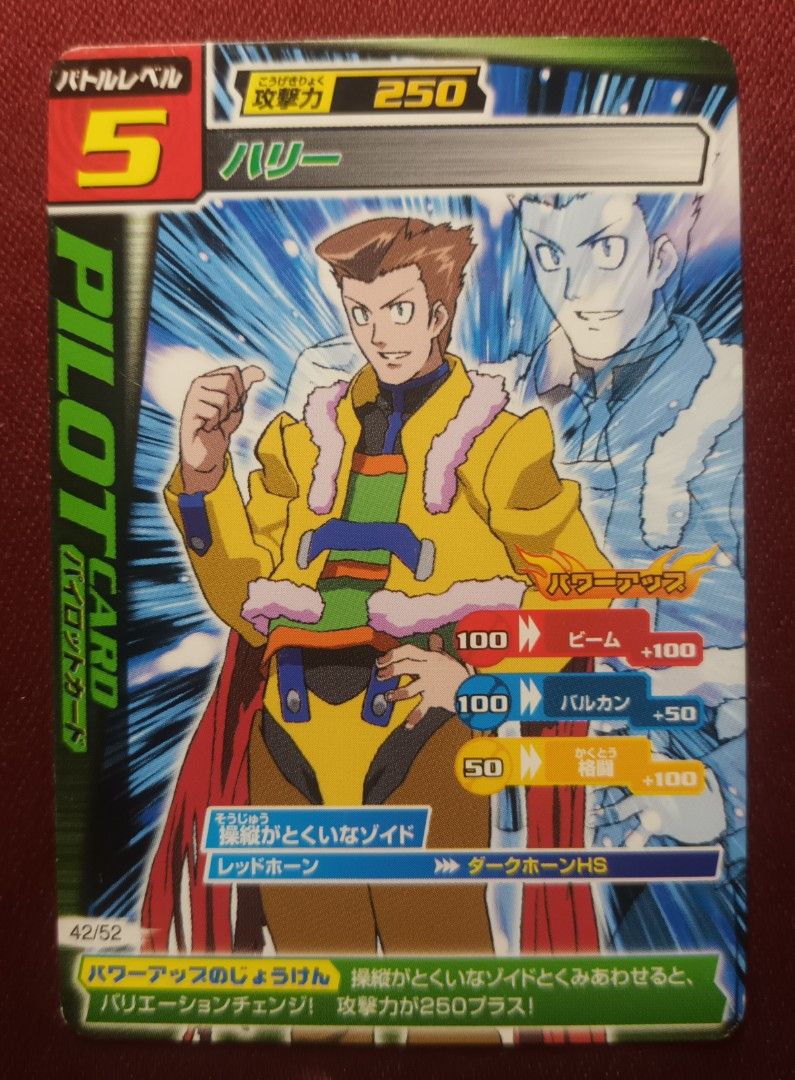 バトルレベル
5
こうげきりょく
攻撃力 250
ハリー
PILOT CARD
パイロットカード
パワーアップ
100 ビーム +100
100 バルカン +50
かくとう
50 格闘 +100
そうじゅう
操縦がとくいなゾイド
レッドホーン ダークホーンHS
42/52
パワーアップのじょうけん 操縦がとくいなゾイドとくみあわせると、
バリエーションチェンジ! 攻撃力が250プラス!